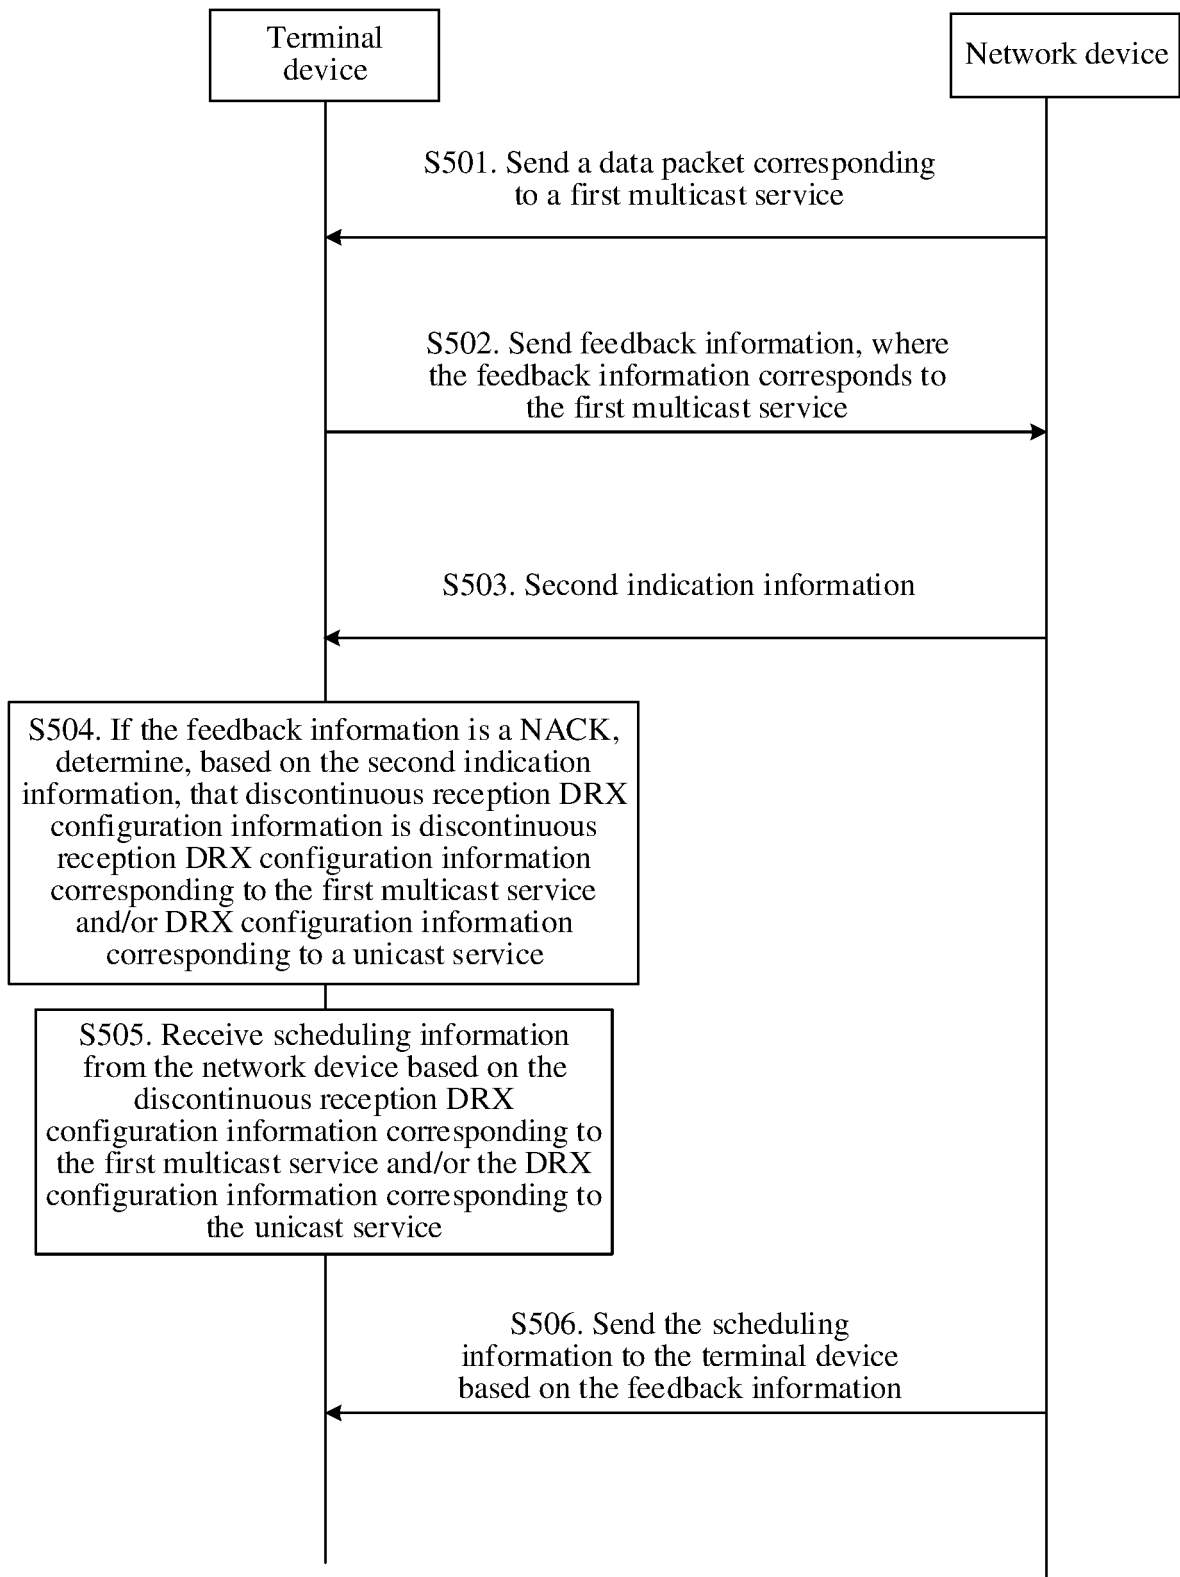 Terminal
device
Network device
S501. Send a data packet corresponding
to a first multicast service
S502. Send feedback information, where
the feedback information corresponds to
the first multicast service
S503. Second indication information
S504. If the feedback information is a NACK,
determine, based on the second indication
information, that discontinuous reception DRX
configuration information is discontinuous
reception DRX configuration information
corresponding to the first multicast service
and/or DRX configuration information
corresponding to a unicast service
S505. Receive scheduling information
from the network device based on the
discontinuous reception DRX
configuration information corresponding to
the first multicast service and/or the DRX
configuration information corresponding to
the unicast service
S506. Send the scheduling
information to the terminal device
based on the feedback information